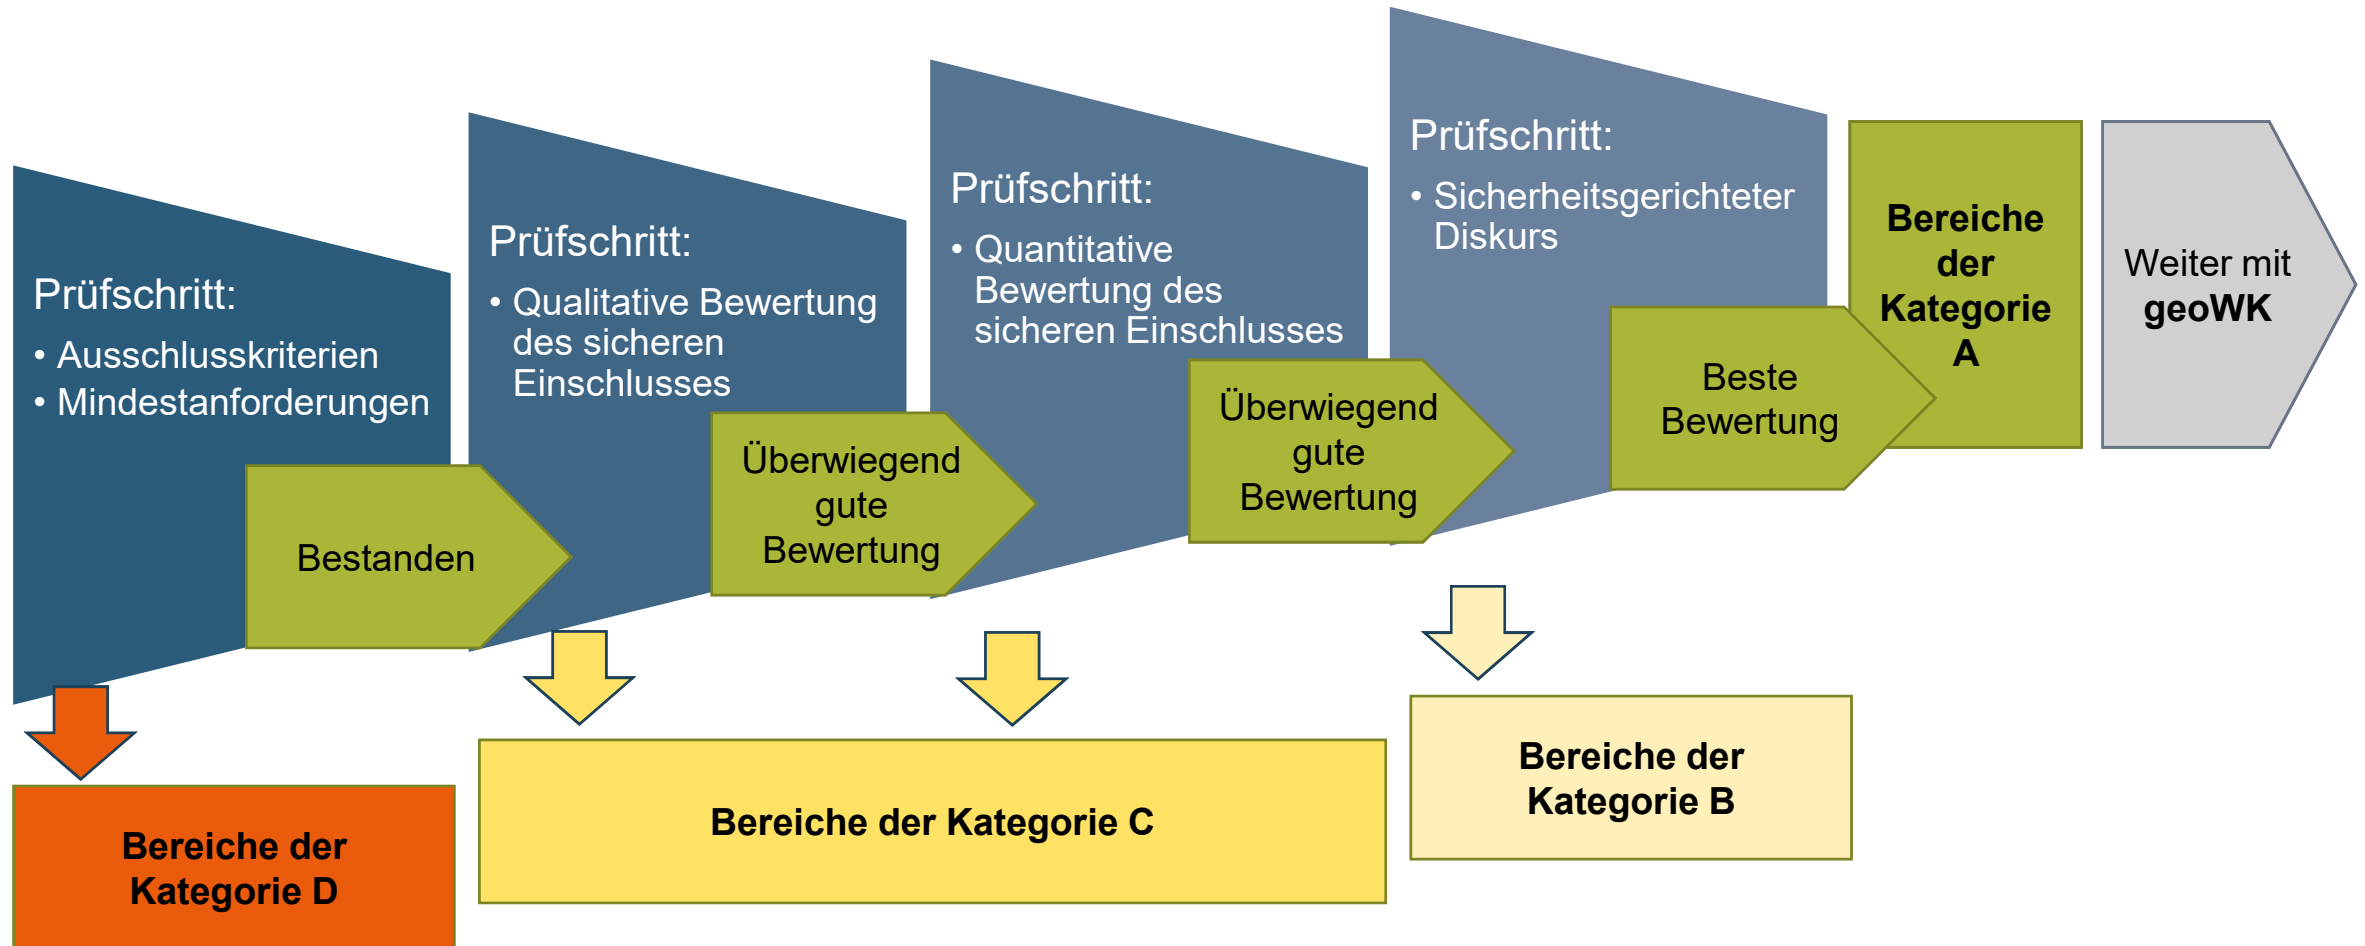 Prüfschritt:
• Ausschlusskriterien
• Mindestanforderungen
Bestanden
Bereiche der
Kategorie D
Prüfschritt:
• Qualitative Bewertung
des sicheren
Einschlusses
Überwiegend
gute
Bewertung
Prüfschritt:
• Quantitative
Bewertung des
sicheren Einschlusses
Überwiegend
gute
Bewertung
Bereiche der Kategorie C
Prüfschritt:
• Sicherheitsgerichteter
Diskurs
Beste
Bewertung
Bereiche der
Kategorie B
Bereiche
der
Kategorie
A
Weiter mit
geoWK